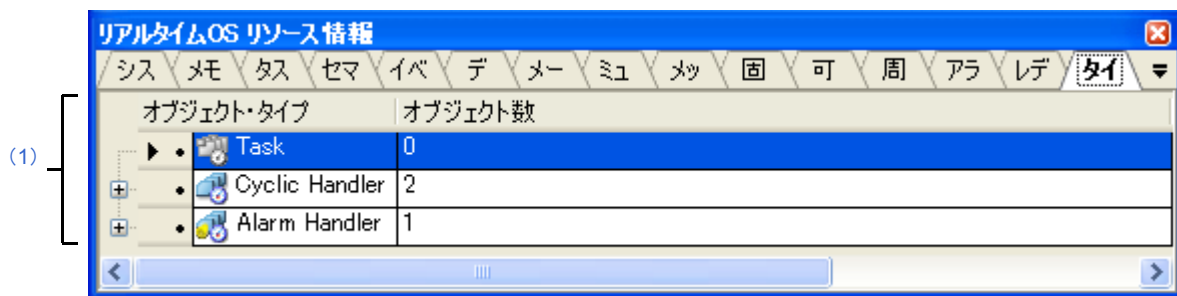 リアルタイムOS リソース情報
シス メモ タス セマ イベ デ メー ミュ メッ 固 可 周 アラ レデ タイ
オブジェクト・タイプ オブジェクト数
(1)
Task 0
Cyclic Handler 2
Alarm Handler 1